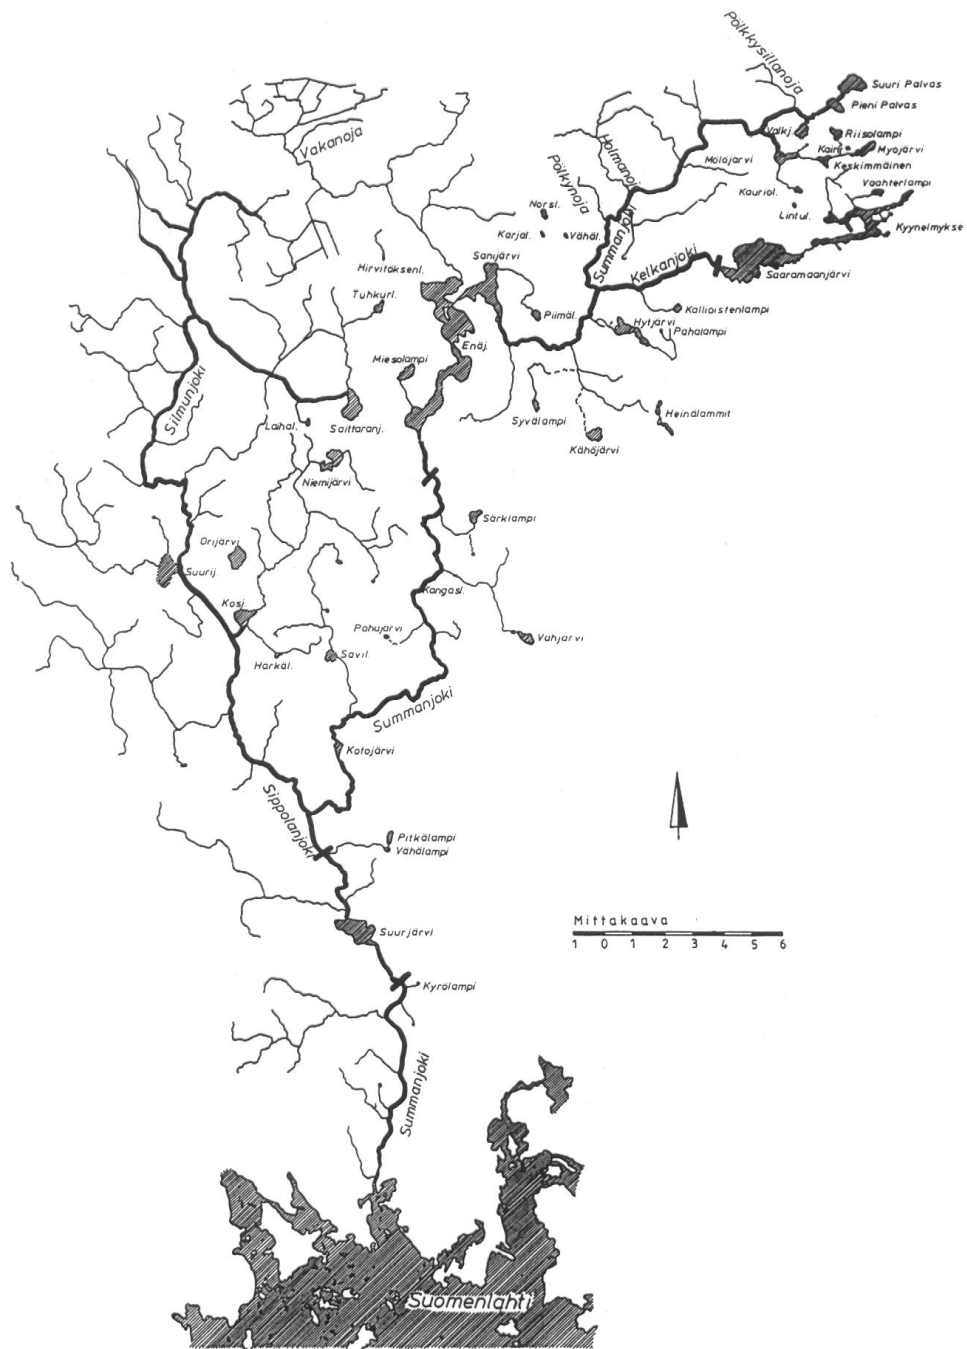 Pölkkysillanoja
Suuri Palvas
Pieni Palvas
Valkj.
Riisolampi
Kain.
Myöjärvi
Keskimmäinen
Mölöjärvi
Kauriol.
Vaahterlampi
Lintul.
Kyynelmykse
Vakanoja
Holmanoj
Pölkynoja
Norsl.
Karjal.
Vähäl.
Summanjoki
Kelkanjoki
Saaramaanjärvi
Hirvitöksenl.
Sanijärvi
Tuhkurl.
Piimäl.
Kallioistenlampi
Hytjärvi
Pahalampi
Enäj.
Miesolampi
Silmunjoki
Laihal.
Saittaranj.
Syvälampi
Heinälammit
Kähöjärvi
Niemijärvi
Särklampi
Orijärvi
Suurij.
Kangasl.
Kosj.
Pahujärvi
Vahjärvi
Harkäl.
Savil.
Summanjoki
Kotojärvi
Sippolanjoki
Pitkälampi
Vähälampi
Mittakaava
1 0 1 2 3 4 5 6
Suurjärvi
Kyrölampi
Summanjoki
Suomenlahti